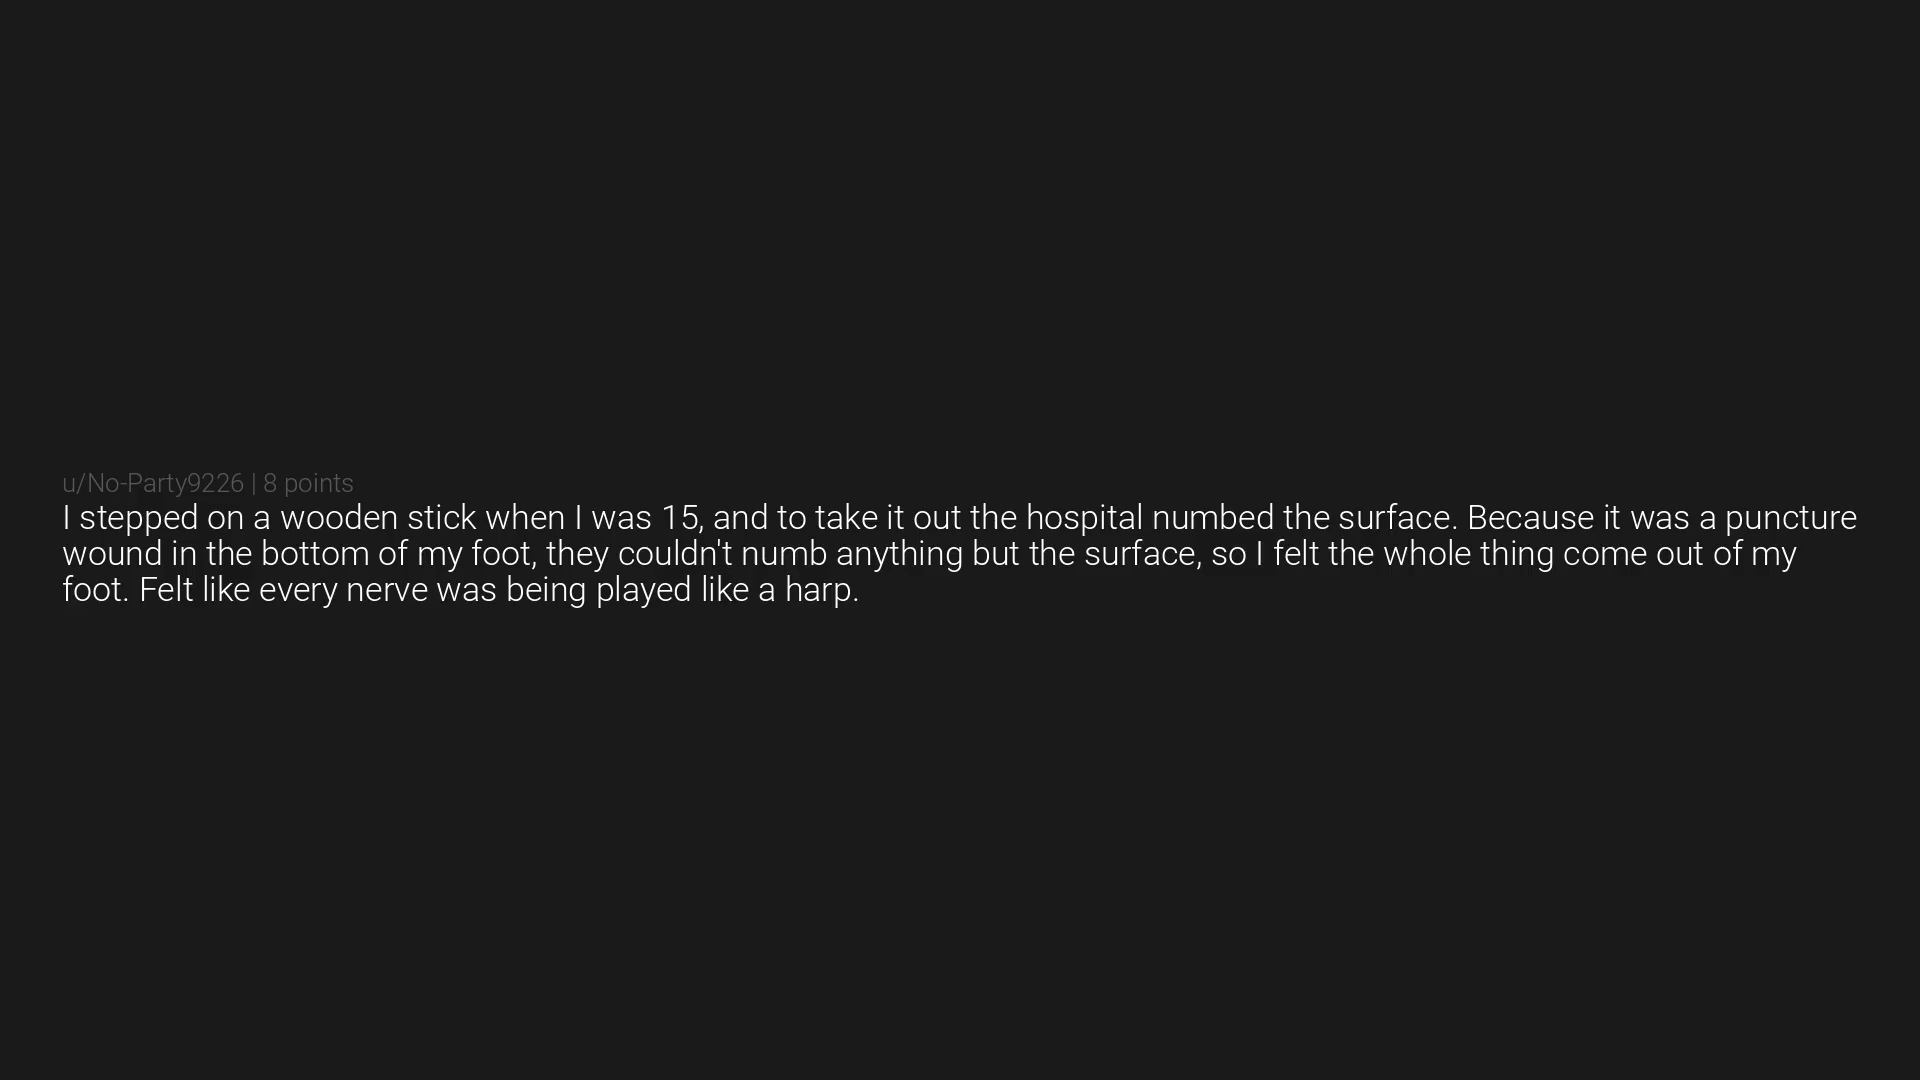 u/No-Party9226 | 8 points
I stepped on a wooden stick when I was 15, and to take it out the hospital numbed the surface. Because it was a puncture
wound in the bottom of my foot, they couldn't numb anything but the surface, so I felt the whole thing come out of my
foot. Felt like every nerve was being played like a harp.